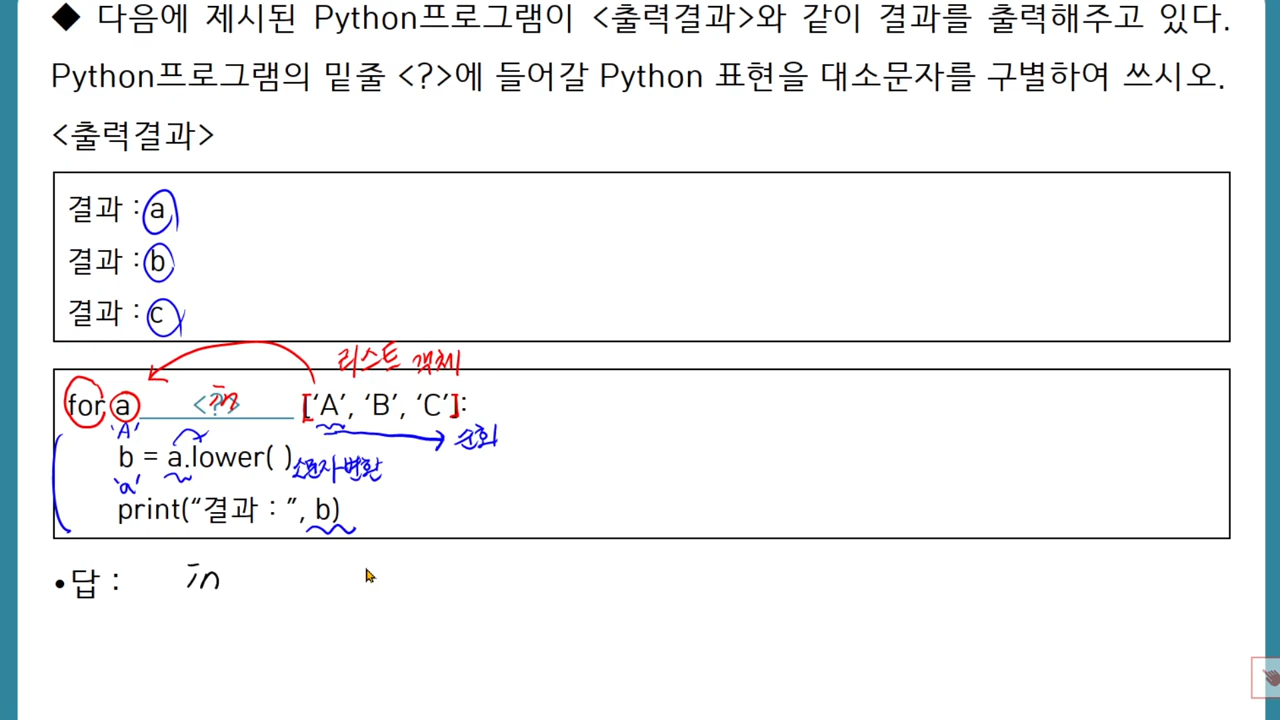 ◆ 다음에 제시된 Python프로그램이 <출력결과>와 같이 결과를 출력해주고 있다.
Python프로그램의 밑줄 <?>에 들어갈 Python 표현을 대소문자를 구별하여 쓰시오.
<출력결과>
결과 : a
결과 : b
결과 : c
리스트 객체
for a <?> in ['A', 'B', 'C']:
'A' 순회
b = a.lower( ) 소문자 변환
'a'
print("결과 : ", b)
•답 : in